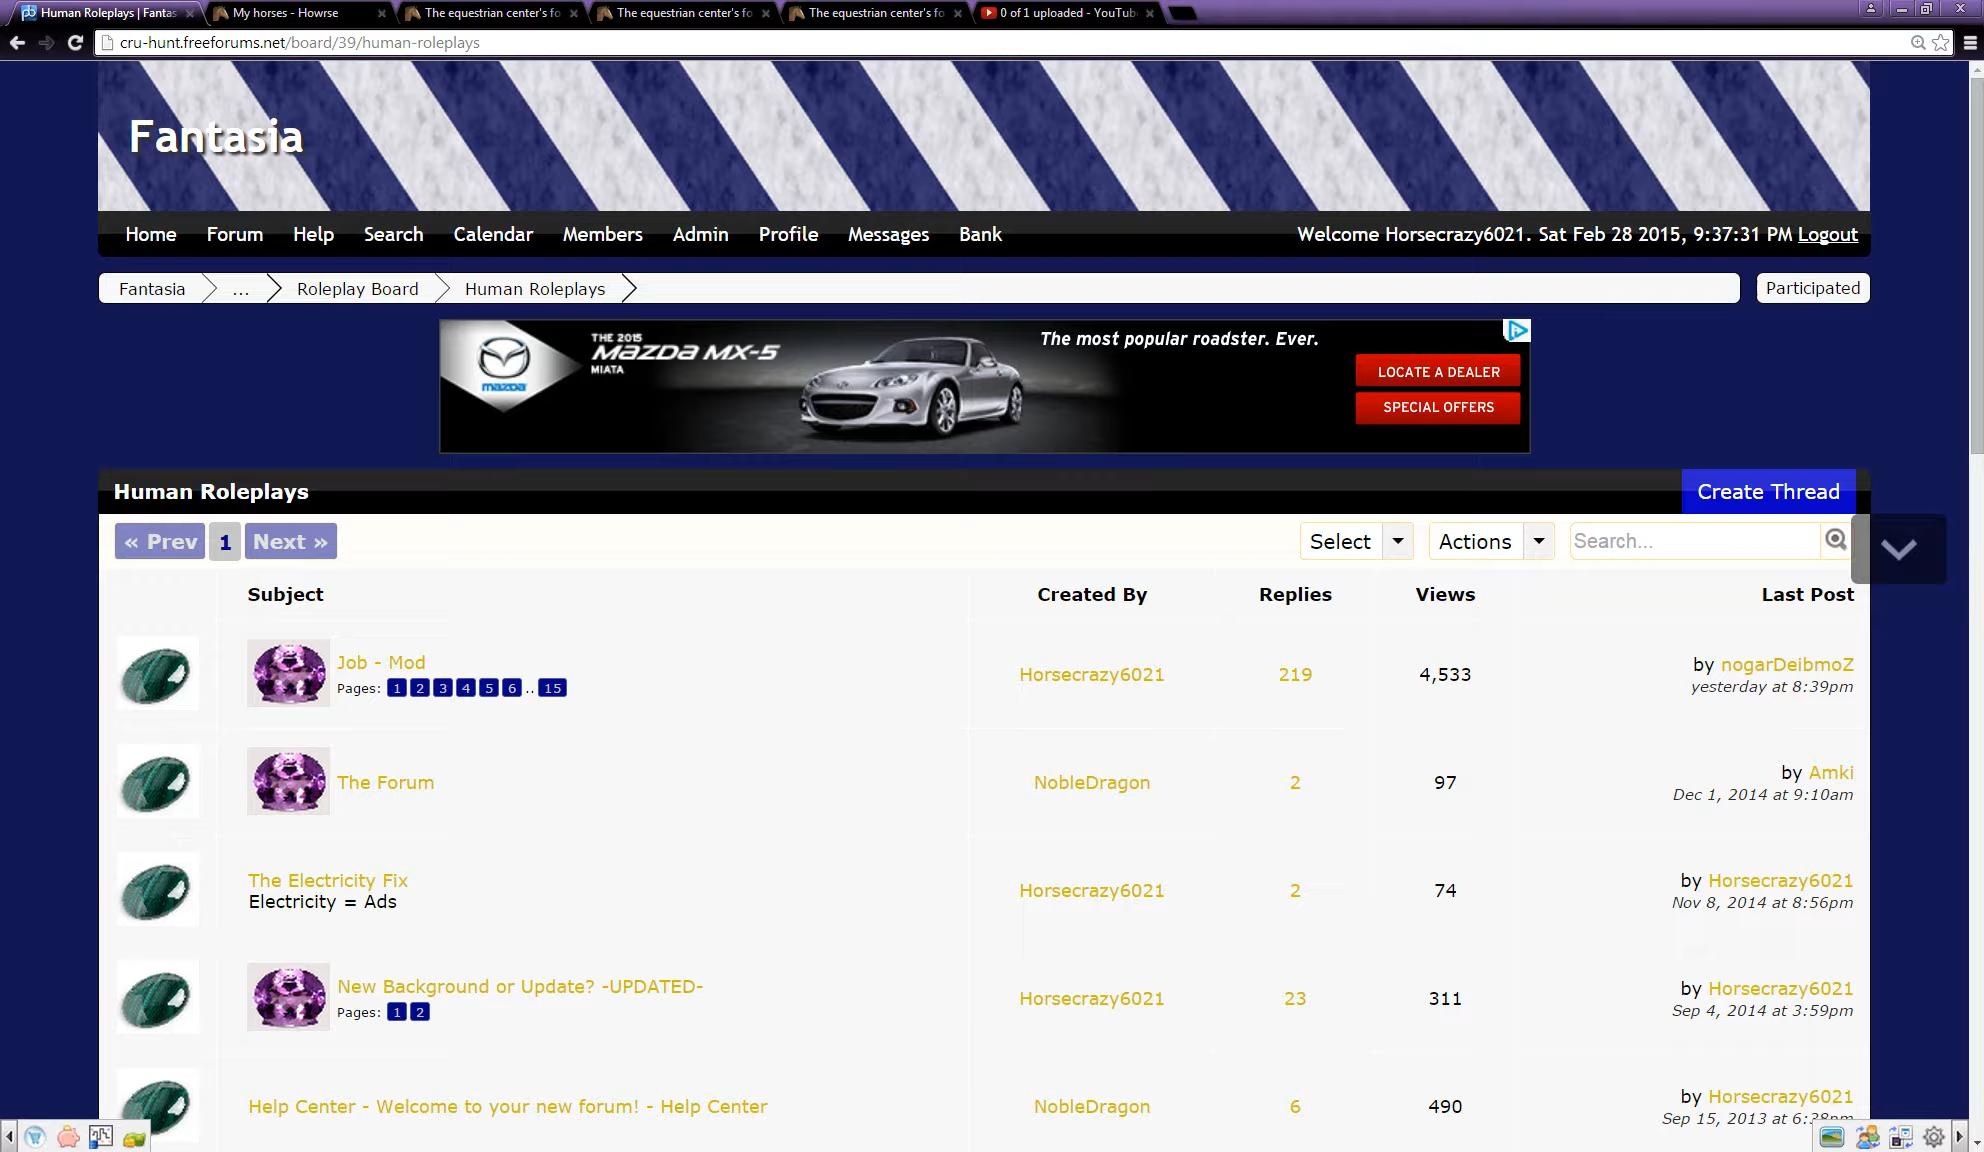 Human Roleplays | Fantas
My horses - Howrse
The equestrian center's fo
The equestrian center's fo
The equestrian center's fo
0 of 1 uploaded - YouTub
cru-hunt.freeforums.net/board/39/human-roleplays
Fantasia
Home Forum Help Search Calendar Members Admin Profile Messages Bank
Welcome Horsecrazy6021. Sat Feb 28 2015, 9:37:31 PM Logout
Fantasia ... Roleplay Board Human Roleplays
Participated
mazda
THE 2015
MAZDA MX-5
MIATA
The most popular roadster. Ever.
LOCATE A DEALER
SPECIAL OFFERS
Human Roleplays
Create Thread
« Prev 1 Next »
Select Actions Search...
Subject Created By Replies Views Last Post
Job - Mod
Pages: 1 2 3 4 5 6 .. 15
Horsecrazy6021 219 4,533
by nogarDeibmoZ
yesterday at 8:39pm
The Forum
NobleDragon 2 97
by Amki
Dec 1, 2014 at 9:10am
The Electricity Fix
Electricity = Ads
Horsecrazy6021 2 74
by Horsecrazy6021
Nov 8, 2014 at 8:56pm
New Background or Update? -UPDATED-
Pages: 1 2
Horsecrazy6021 23 311
by Horsecrazy6021
Sep 4, 2014 at 3:59pm
Help Center - Welcome to your new forum! - Help Center
NobleDragon 6 490
by Horsecrazy6021
Sep 15, 2013 at 6:38pm